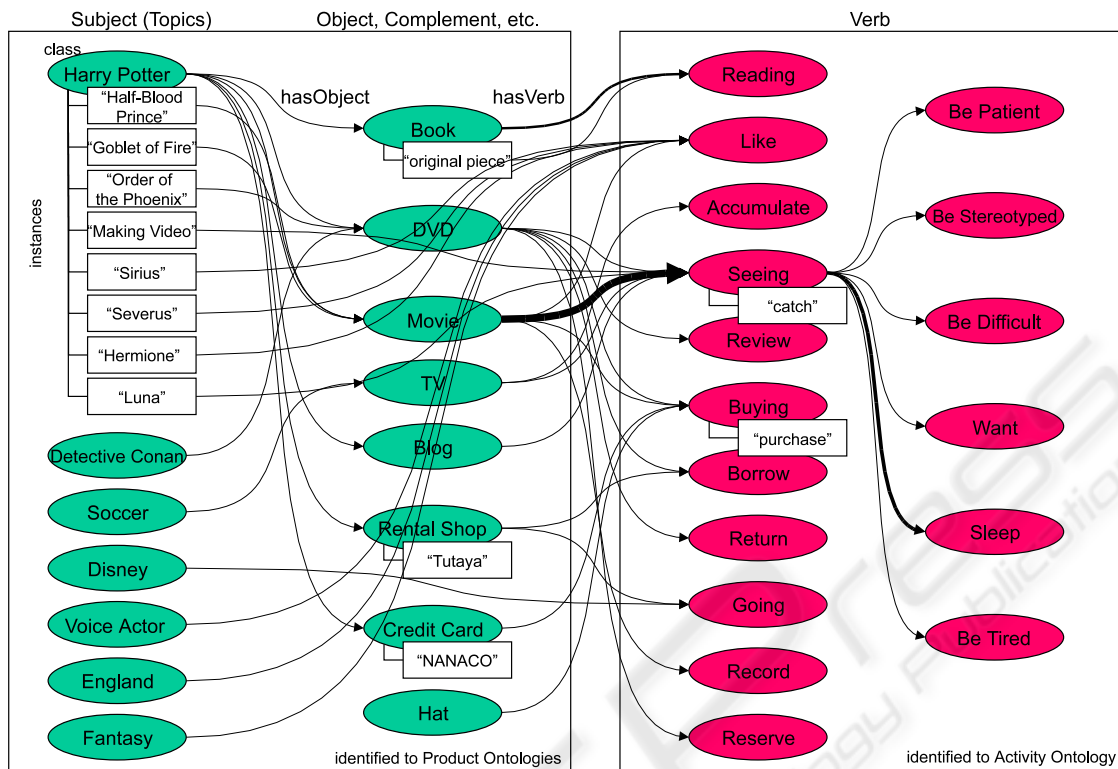 Subject (Topics)
Object, Complement, etc.
Verb
class
Harry Potter
instances
“Half-Blood
Prince”
“Goblet of Fire”
“Order of
the Phoenix”
“Making Video”
“Sirius”
“Severus”
“Hermione”
“Luna”
Detective Conan
Soccer
Disney
Voice Actor
England
Fantasy
hasObject
hasVerb
Book
“original piece”
DVD
Movie
TV
Blog
Rental Shop
“Tutaya”
Credit Card
“NANACO”
Hat
identified to Product Ontologies
Reading
Like
Accumulate
Seeing
“catch”
Review
Buying
“purchase”
Borrow
Return
Going
Record
Reserve
Be Patient
Be Stereotyped
Be Difficult
Want
Sleep
Be Tired
identified to Activity Ontology
Press
ogy Publication